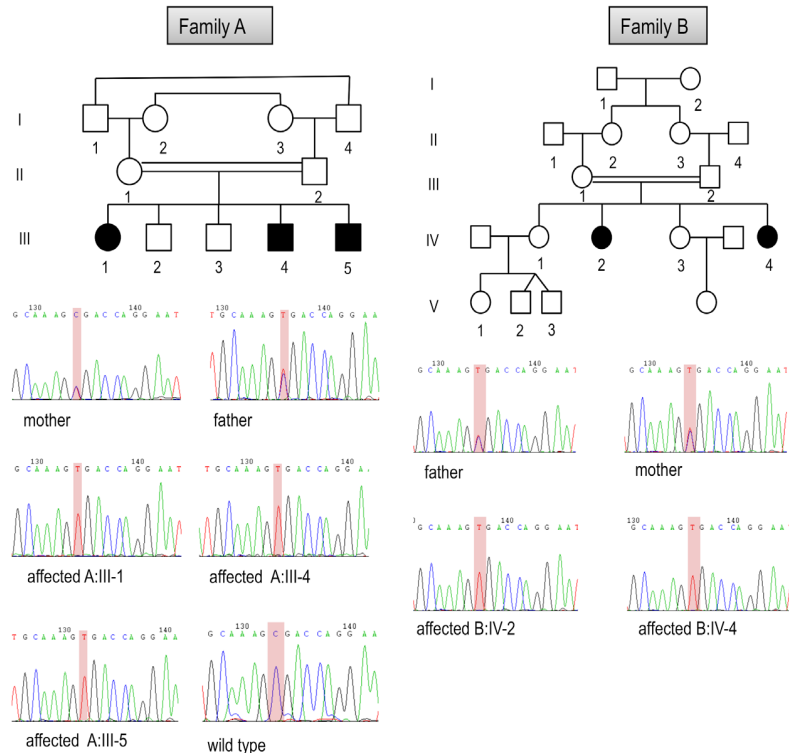 Family A
Family B
I
1
2
3
4
II
1
2
III
1
2
3
4
5
I
1
2
II
1
2
3
4
III
1
2
IV
1
2
3
4
V
1
2
3
130
140
G C A A A G C G A C C A G G A A T
mother
130
140
T G C A A A G T G A C C A G G A A
father
130
140
G C A A A G T G A C C A G G A A T
father
130
140
G C A A A G T G A C C A G G A A T
mother
130
140
G C A A A G T G A C C A G G A A T
affected A:III-1
130
140
T G C A A A G T G A C C A G G A
affected A:III-4
140
G C A A A G T G A C C A G G A A T
affected B:IV-2
130
140
G C A A A G T G A C C A G G A A
affected B:IV-4
130
140
T G C A A A G T G A C C A G G A A
affected A:III-5
130
140
G C A A A G C G A C C A G G A A
wild type